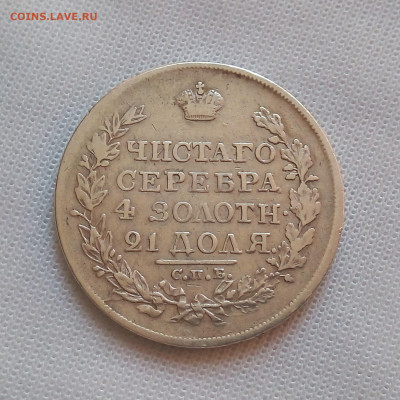 COINS.LAVE.RU
ЧИСТАГО
СЕРЕБРА
4 ЗОЛОТН·
21 ДОЛЯ
С.П.Б.